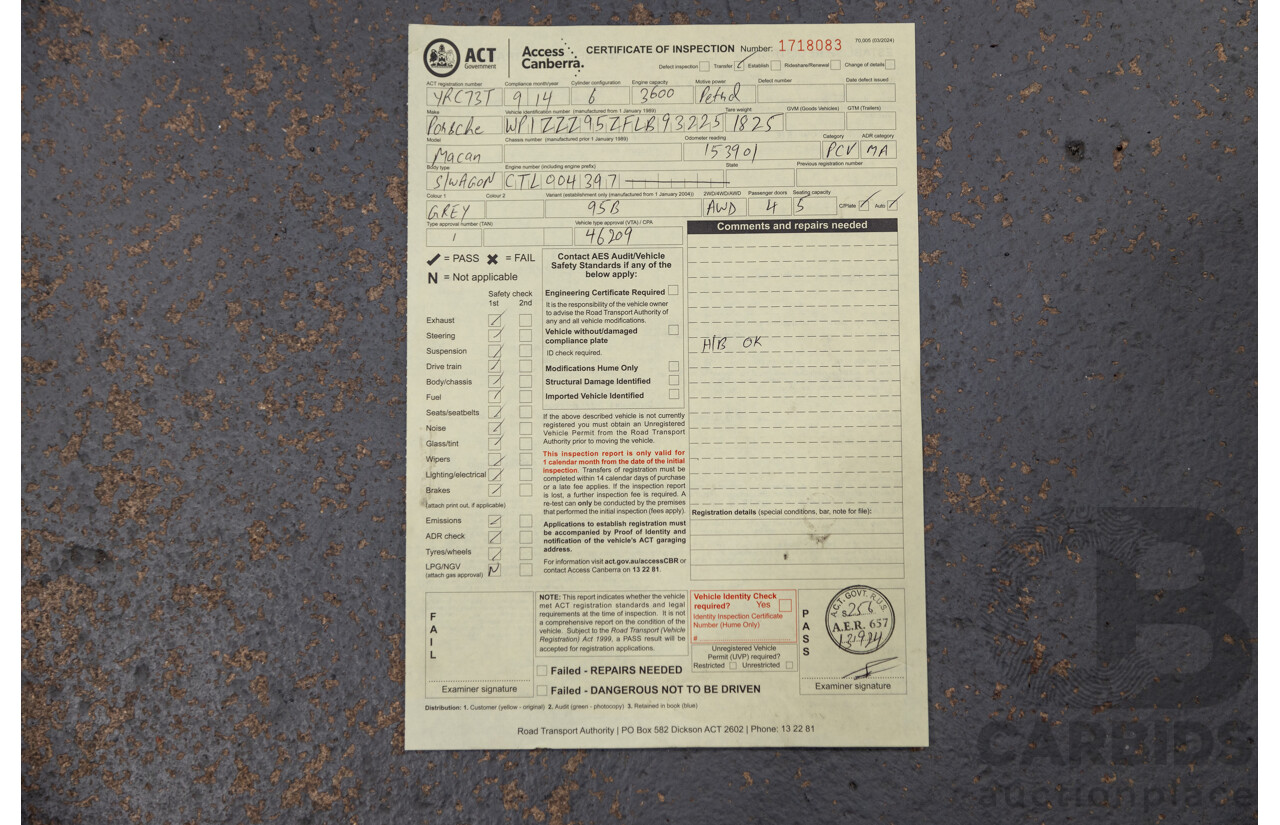 ACT
Government
Access
Canberra.
CERTIFICATE OF INSPECTION Number: 1718083
70,005 (03/2024)
Defect Inspection Transfer Establish Rideshare/Renewal Change of details
ACT registration number Compliance month/year Cylinder configuration Engine capacity Motive power Defect number Date defect issued
YRC73T 9 14 6 3600 Petrol
Make Vehicle identification number (manufactured from 1 January 1989) Tare weight GVM (Goods Vehicles) GTM (Trailers)
Porsche WP1ZZZ95ZFLB93225 1825
Model Chassis number (manufactured prior 1 January 1989) Odometer reading Category ADR category
Macan 153901 PCV MA
Body type Engine number (including engine prefix) State Previous registration number
S/WAGON CTL004397
Colour 1 Colour 2 Variant (establishment only (manufactured from 1 January 2004)) 2WD/4WD/AWD Passenger doors Seating capacity
GREY 95B AWD 4 5 C/Plate Auto
Type approval number (TAN) Vehicle type approval (VTA) / CPA
46209
Comments and repairs needed
H/B OK
= PASS = FAIL
N = Not applicable
Safety check
1st 2nd
Exhaust
Steering
Suspension
Drive train
Body/chassis
Fuel
Seats/seatbelts
Noise
Glass/tint
Wipers
Lighting/electrical
Brakes
(attach print out, if applicable)
Emissions
ADR check
Tyres/wheels
LPG/NGV N
(attach gas approval)
Contact AES Audit/Vehicle
Safety Standards if any of the
below apply:
Engineering Certificate Required
It is the responsibility of the vehicle owner
to advise the Road Transport Authority of
any and all vehicle modifications.
Vehicle without/damaged
compliance plate
ID check required.
Modifications Hume Only
Structural Damage Identified
Imported Vehicle Identified
If the above described vehicle is not currently
registered you must obtain an Unregistered
Vehicle Permit from the Road Transport
Authority prior to moving the vehicle.
This inspection report is only valid for
1 calendar month from the date of the initial
inspection. Transfers of registration must be
completed within 14 calendar days of purchase
or a late fee applies. If the inspection report
is lost, a further inspection fee is required. A
re-test can only be conducted by the premises
that performed the initial inspection (fees apply).
Applications to establish registration must
be accompanied by Proof of Identity and
notification of the vehicle's ACT garaging
address.
For information visit act.gov.au/accessCBR or
contact Access Canberra on 13 22 81.
Registration details (special conditions, bar, note for file):
FAIL
Examiner signature
NOTE: This report indicates whether the vehicle
met ACT registration standards and legal
requirements at the time of inspection. It is not
a comprehensive report on the condition of the
vehicle. Subject to the Road Transport (Vehicle
Registration) Act 1999, a PASS result will be
accepted for registration applications.
Failed - REPAIRS NEEDED
Failed - DANGEROUS NOT TO BE DRIVEN
Vehicle Identity Check
required? Yes
Identity Inspection Certificate
Number (Hume Only)
#
Unregistered Vehicle
Permit (UVP) required?
Restricted Unrestricted
PASS
A.C.T. GOVT. R.U.S.
A.E.R. 657
Examiner signature
Distribution: 1. Customer (yellow - original) 2. Audit (green - photocopy) 3. Retained in book (blue)
Road Transport Authority | PO Box 582 Dickson ACT 2602 | Phone: 13 22 81
CARBIDS
auctionplace